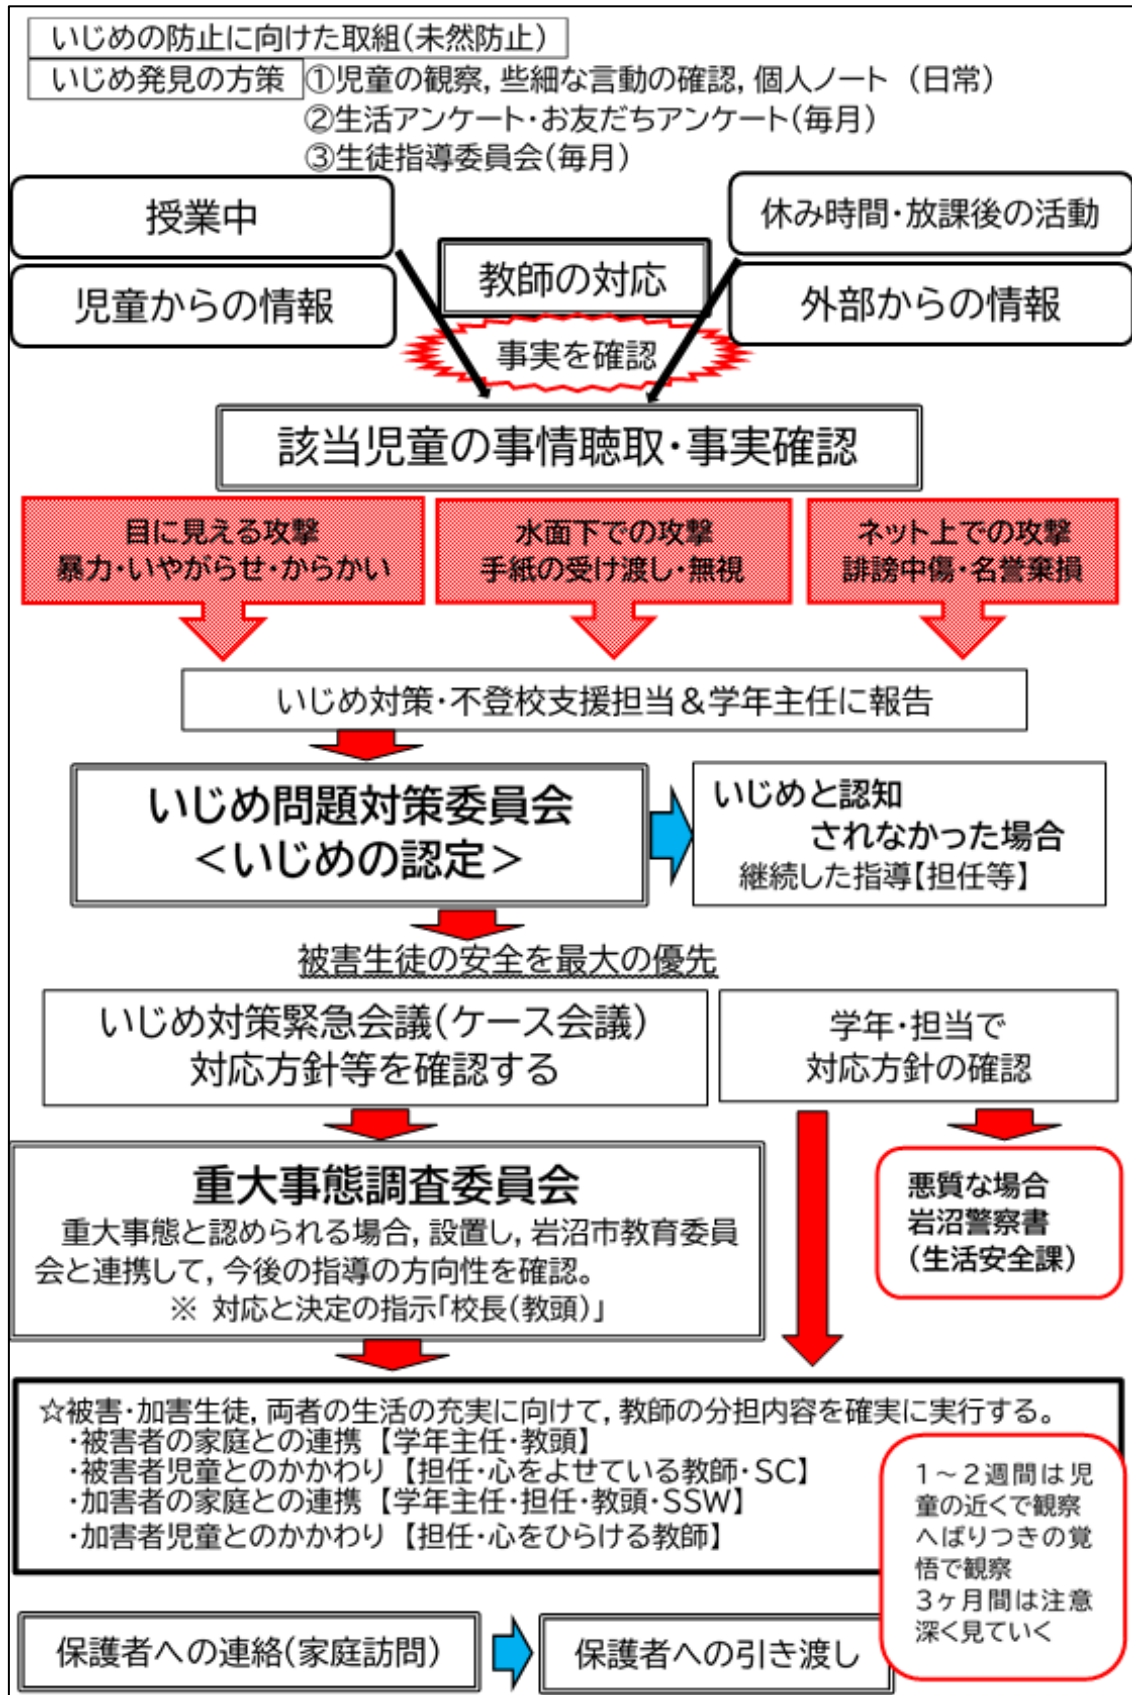 いじめの防止に向けた取組(未然防止)
いじめ発見の方策 ①児童の観察,些細な言動の確認,個人ノート (日常)
②生活アンケート・お友だちアンケート(毎月)
③生徒指導委員会(毎月)
授業中
休み時間・放課後の活動
教師の対応
児童からの情報
外部からの情報
事実を確認
該当児童の事情聴取・事実確認
目に見える攻撃
暴力・いやがらせ・からかい
水面下での攻撃
手紙の受け渡し・無視
ネット上での攻撃
誹謗中傷・名誉棄損
いじめ対策・不登校支援担当&学年主任に報告
いじめ問題対策委員会
<いじめの認定>
いじめと認知
されなかった場合
継続した指導【担任等】
被害生徒の安全を最大の優先
いじめ対策緊急会議(ケース会議)
対応方針等を確認する
学年・担当で
対応方針の確認
重大事態調査委員会
重大事態と認められる場合,設置し,岩沼市教育委員
会と連携して,今後の指導の方向性を確認。
※ 対応と決定の指示「校長(教頭)」
悪質な場合
岩沼警察書
(生活安全課)
☆被害・加害生徒,両者の生活の充実に向けて,教師の分担内容を確実に実行する。
・被害者の家庭との連携 【学年主任・教頭】
・被害者児童とのかかわり 【担任・心をよせている教師・SC】
・加害者の家庭との連携 【学年主任・担任・教頭・SSW】
・加害者児童とのかかわり 【担任・心をひらける教師】
1~2週間は児
童の近くで観察
へばりつきの覚
悟で観察
3ヶ月間は注意
深く見ていく
保護者への連絡(家庭訪問)
保護者への引き渡し